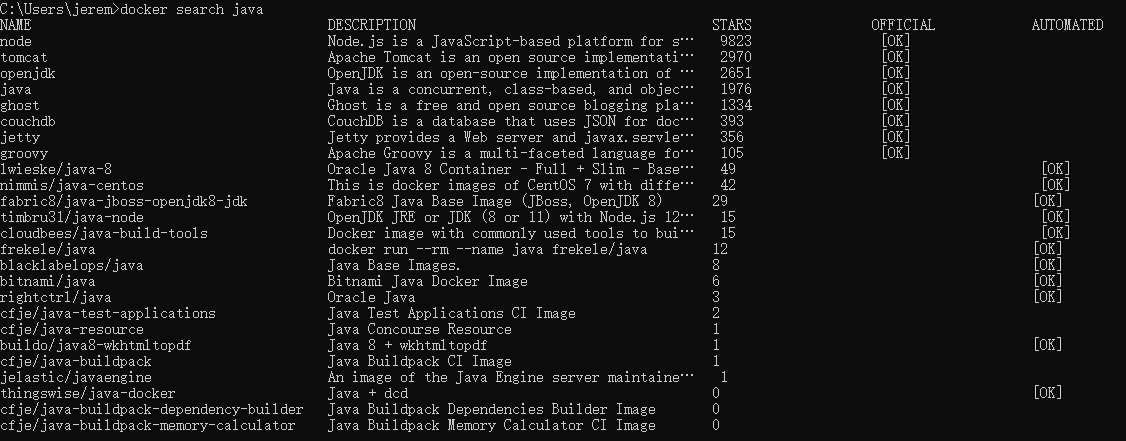 C:\Users\jerem>docker search java
NAME DESCRIPTION STARS OFFICIAL AUTOMATED
node Node.js is a JavaScript-based platform for s… 9823 [OK]
tomcat Apache Tomcat is an open source implementati… 2970 [OK]
openjdk OpenJDK is an open-source implementation of … 2651 [OK]
java Java is a concurrent, class-based, and objec… 1976 [OK]
ghost Ghost is a free and open source blogging pla… 1334 [OK]
couchdb CouchDB is a database that uses JSON for doc… 393 [OK]
jetty Jetty provides a Web server and javax.servle… 356 [OK]
groovy Apache Groovy is a multi-faceted language fo… 105 [OK]
lwieske/java-8 Oracle Java 8 Container - Full + Slim - Base… 49 [OK]
nimmis/java-centos This is docker images of CentOS 7 with diffe… 42 [OK]
fabric8/java-jboss-openjdk8-jdk Fabric8 Java Base Image (JBoss, OpenJDK 8) 29 [OK]
timbru31/java-node OpenJDK JRE or JDK (8 or 11) with Node.js 12… 15 [OK]
cloudbees/java-build-tools Docker image with commonly used tools to bui… 15 [OK]
frekele/java docker run --rm --name java frekele/java 12 [OK]
blacklabelops/java Java Base Images. 8 [OK]
bitnami/java Bitnami Java Docker Image 6 [OK]
rightctrl/java Oracle Java 3 [OK]
cfje/java-test-applications Java Test Applications CI Image 2
cfje/java-resource Java Concourse Resource 1
buildo/java8-wkhtmltopdf Java 8 + wkhtmltopdf 1 [OK]
cfje/java-buildpack Java Buildpack CI Image 1
jelastic/javaengine An image of the Java Engine server maintaine… 1
thingswise/java-docker Java + dcd 0 [OK]
cfje/java-buildpack-dependency-builder Java Buildpack Dependencies Builder Image 0
cfje/java-buildpack-memory-calculator Java Buildpack Memory Calculator CI Image 0